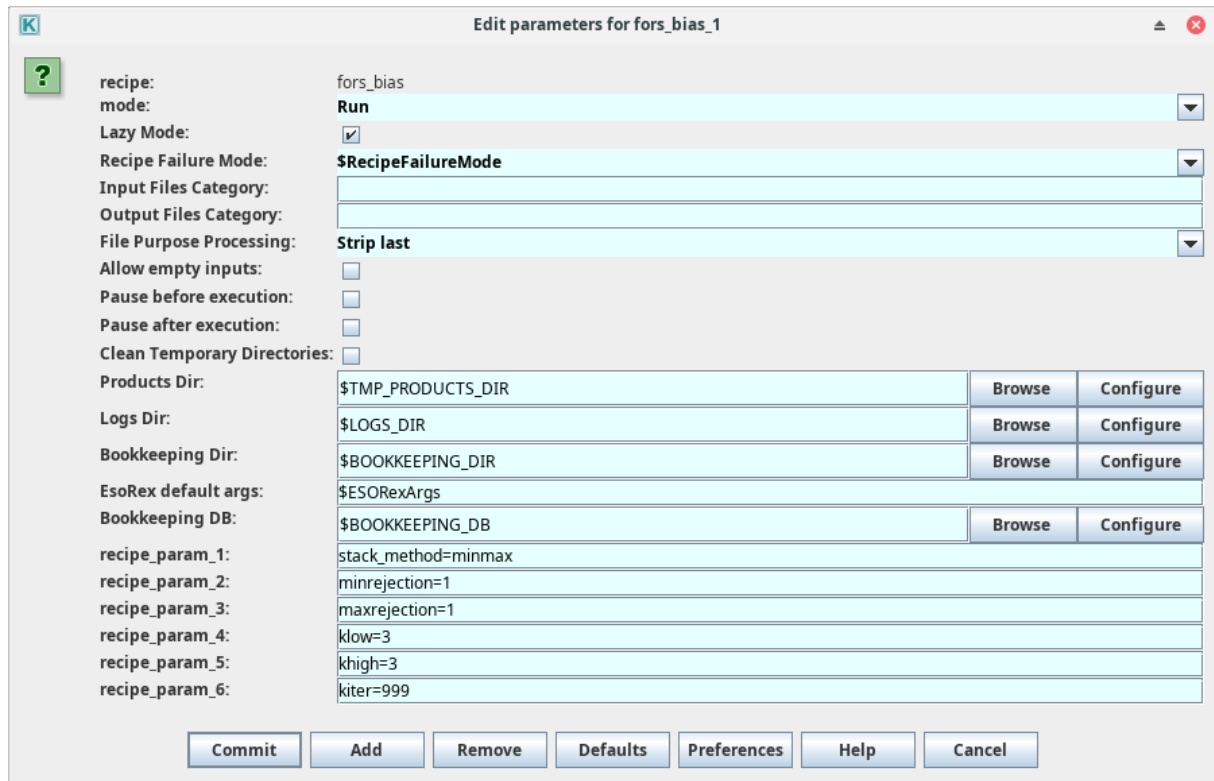 K Edit parameters for fors_bias_1
?
recipe: fors_bias
mode: Run
Lazy Mode:
Recipe Failure Mode: $RecipeFailureMode
Input Files Category:
Output Files Category:
File Purpose Processing: Strip last
Allow empty inputs:
Pause before execution:
Pause after execution:
Clean Temporary Directories:
Products Dir: $TMP_PRODUCTS_DIR Browse Configure
Logs Dir: $LOGS_DIR Browse Configure
Bookkeeping Dir: $BOOKKEEPING_DIR Browse Configure
EsoRex default args: $ESORexArgs
Bookkeeping DB: $BOOKKEEPING_DB Browse Configure
recipe_param_1: stack_method=minmax
recipe_param_2: minrejection=1
recipe_param_3: maxrejection=1
recipe_param_4: klow=3
recipe_param_5: khigh=3
recipe_param_6: kiter=999
Commit Add Remove Defaults Preferences Help Cancel